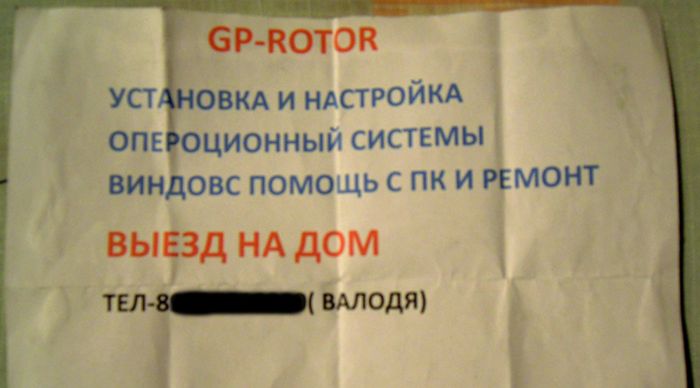 GP-ROTOR
УСТАНОВКА И НАСТРОЙКА
ОПЕРОЦИОННЫЙ СИСТЕМЫ
ВИНДОВС ПОМОЩЬ С ПК И РЕМОНТ
ВЫЕЗД НА ДОМ
ТЕЛ-8 ( ВАЛОДЯ)